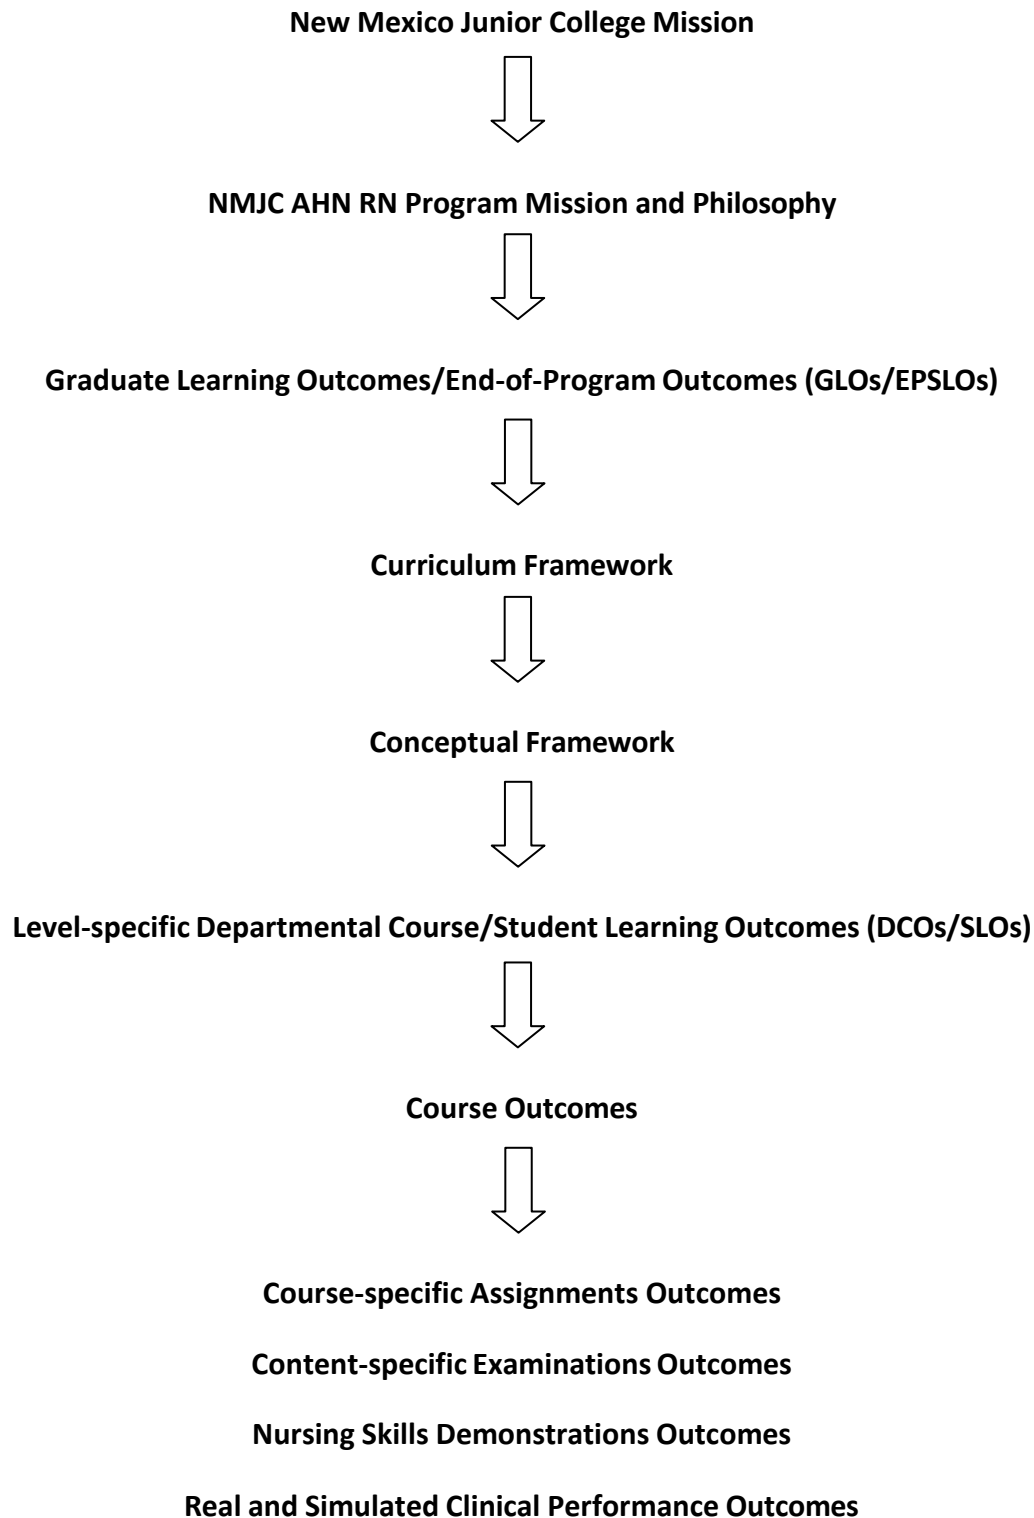 New Mexico Junior College Mission
NMJC AHN RN Program Mission and Philosophy
Graduate Learning Outcomes/End-of-Program Outcomes (GLOs/EPSLOs)
Curriculum Framework
Conceptual Framework
Level-specific Departmental Course/Student Learning Outcomes (DCOs/SLOs)
Course Outcomes
Course-specific Assignments Outcomes
Content-specific Examinations Outcomes
Nursing Skills Demonstrations Outcomes
Real and Simulated Clinical Performance Outcomes